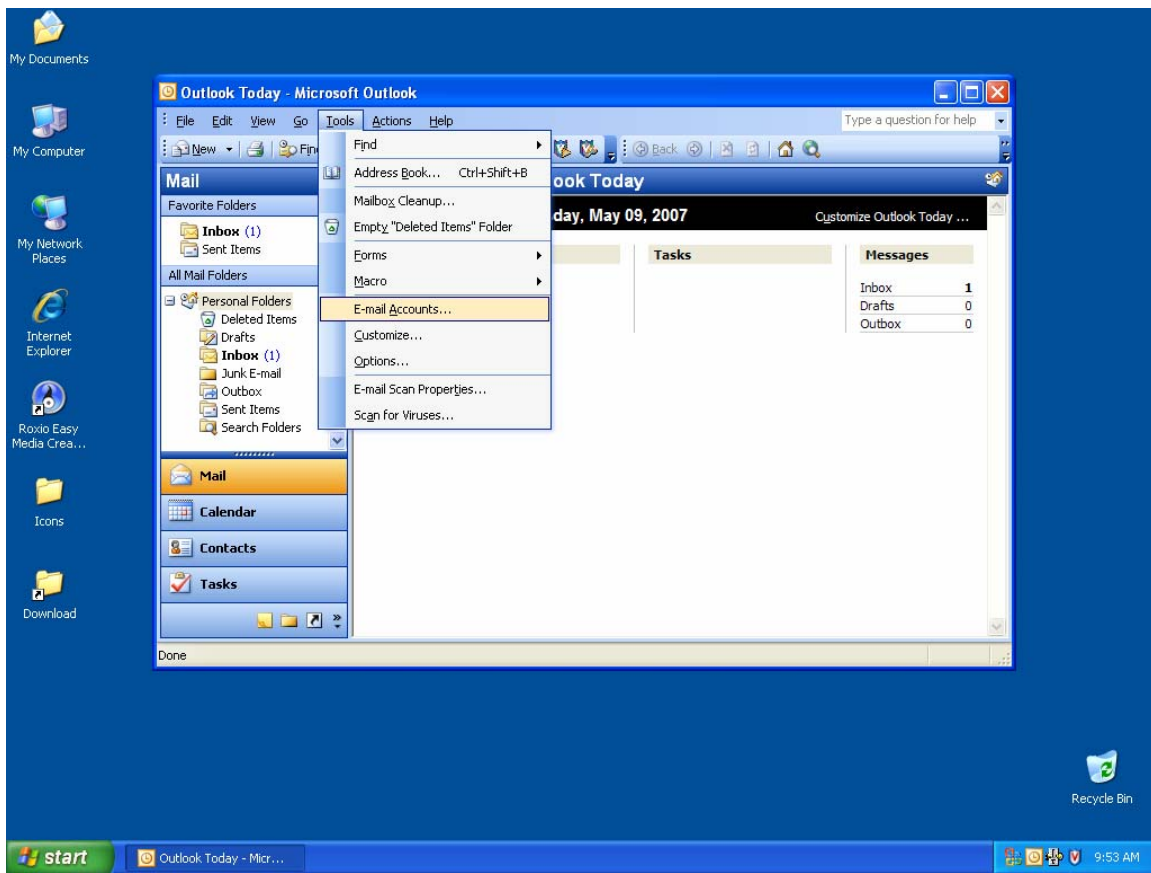 My Documents
My Computer
My Network
Places
Internet
Explorer
Roxio Easy
Media Crea...
Icons
Download
Outlook Today - Microsoft Outlook
File Edit View Go Tools Actions Help
Type a question for help
New
Back
Find
Address Book... Ctrl+Shift+B
Mailbox Cleanup...
Empty "Deleted Items" Folder
Forms
Macro
E-mail Accounts...
Customize...
Options...
E-mail Scan Properties...
Scan for Viruses...
Mail
Favorite Folders
Inbox (1)
Sent Items
All Mail Folders
Personal Folders
Deleted Items
Drafts
Inbox (1)
Junk E-mail
Outbox
Sent Items
Search Folders
Mail
Calendar
Contacts
Tasks
ook Today
day, May 09, 2007
Customize Outlook Today ...
Tasks
Messages
Inbox 1
Drafts 0
Outbox 0
Done
Recycle Bin
start
Outlook Today - Micr...
9:53 AM